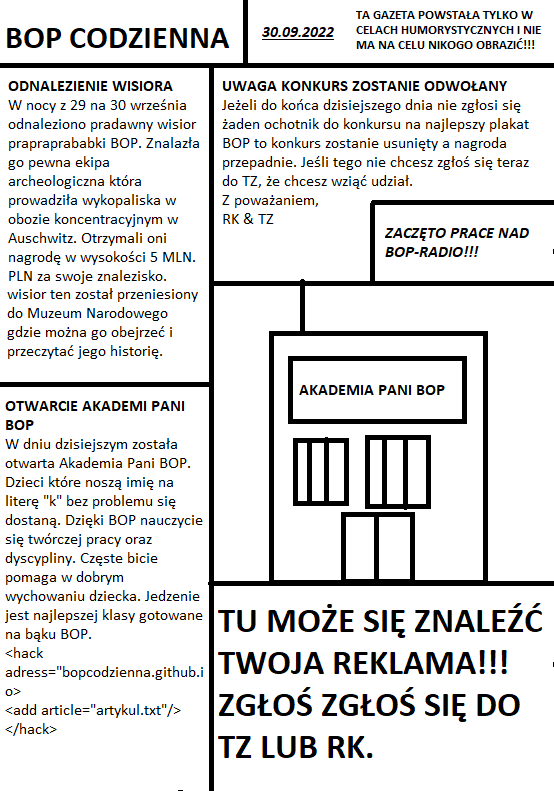 BOP CODZIENNA
30.09.2022
TA GAZETA POWSTAŁA TYLKO W
CELACH HUMORYSTYCZNYCH I NIE
MA NA CELU NIKOGO OBRAZIĆ!!!
ODNALEZIENIE WISIORA
W nocy z 29 na 30 września
odnaleziono pradawny wisior
prapraprababki BOP. Znalazła
go pewna ekipa
archeologiczna która
prowadziła wykopaliska w
obozie koncentracyjnym w
Auschwitz. Otrzymali oni
nagrodę w wysokości 5 MLN.
PLN za swoje znalezisko.
wisior ten został przeniesiony
do Muzeum Narodowego
gdzie można go obejrzeć i
przeczytać jego historię.
UWAGA KONKURS ZOSTANIE ODWOŁANY
Jeżeli do końca dzisiejszego dnia nie zgłosi się
żaden ochotnik do konkursu na najlepszy plakat
BOP to konkurs zostanie usunięty a nagroda
przepadnie. Jeśli tego nie chcesz zgłoś się teraz
do TZ, że chcesz wziąć udział.
Z poważaniem,
RK & TZ
ZACZĘTO PRACE NAD
BOP-RADIO!!!
OTWARCIE AKADEMI PANI
BOP
W dniu dzisiejszym została
otwarta Akademia Pani BOP.
Dzieci które noszą imię na
literę "k" bez problemu się
dostaną. Dzięki BOP nauczycie
się twórczej pracy oraz
dyscypliny. Częste bicie
pomaga w dobrym
wychowaniu dziecka. Jedzenie
jest najlepszej klasy gotowane
na bąku BOP.
<hack
adress="bopcodzienna.github.i
o>
<add article="artykul.txt"/>
</hack>
AKADEMIA PANI BOP
TU MOŻE SIĘ ZNALEŹĆ
TWOJA REKLAMA!!!
ZGŁOŚ ZGŁOŚ SIĘ DO
TZ LUB RK.